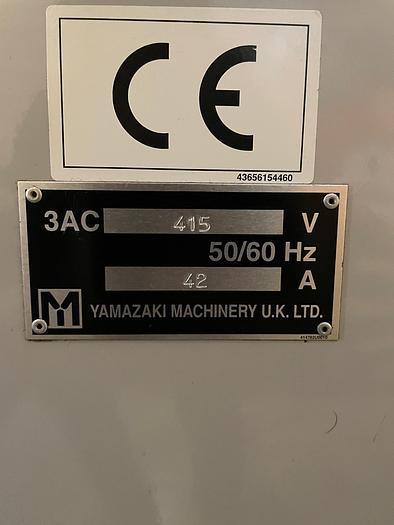 CE
43656154460
3AC 415 V
50/60 Hz
42 A
YAMAZAKI MACHINERY U.K. LTD.